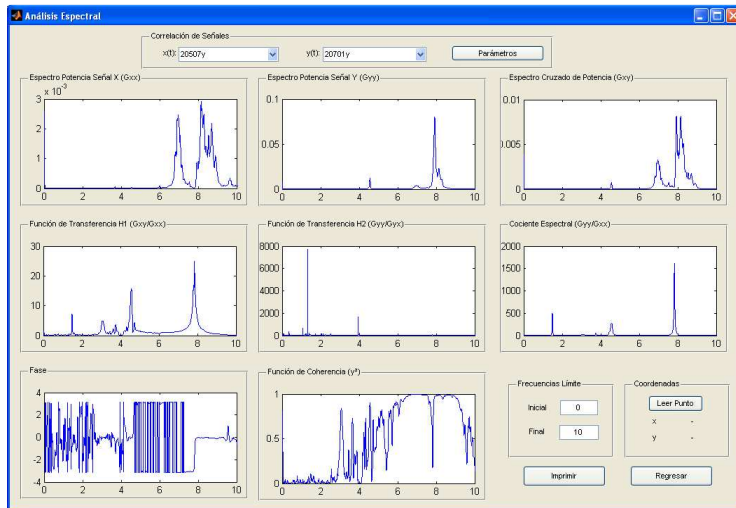 Análisis Espectral
Correlación de Señales
x(t): 20507y y(t): 20701y Parámetros
Espectro Potencia Señal X (Gxx) Espectro Potencia Señal Y (Gyy) Espectro Cruzado de Potencia (Gxy)
x 10⁻³
3 2 1 0
0 2 4 6 8 10
0.1 0.05 0
0 2 4 6 8 10
0.01 0.005 0
0 2 4 6 8 10
Función de Transferencia H1 (Gxy/Gxx) Función de Transferencia H2 (Gyy/Gyx) Cociente Espectral (Gyy/Gxx)
30 20 10 0
0 2 4 6 8 10
8000 6000 4000 2000 0
0 2 4 6 8 10
2000 1500 1000 500 0
0 2 4 6 8 10
Fase Función de Coherencia (γ²) Frecuencias Límite Coordenadas
4 2 0 -2 -4
0 2 4 6 8 10
1 0.5 0
0 2 4 6 8 10
Inicial 0
Final 10
Leer Punto
x -
y -
Imprimir Regresar